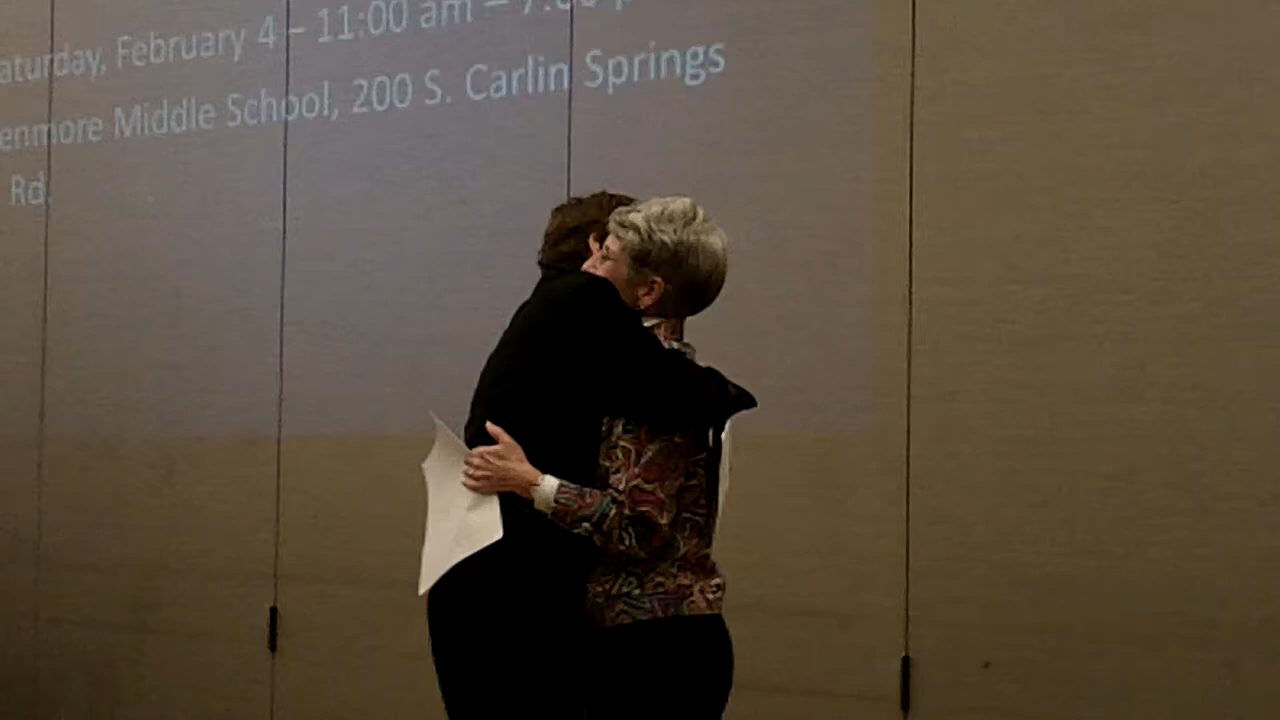 aturday, February 4 – 11:00 am –
enmore Middle School, 200 S. Carlin Springs
Rd.